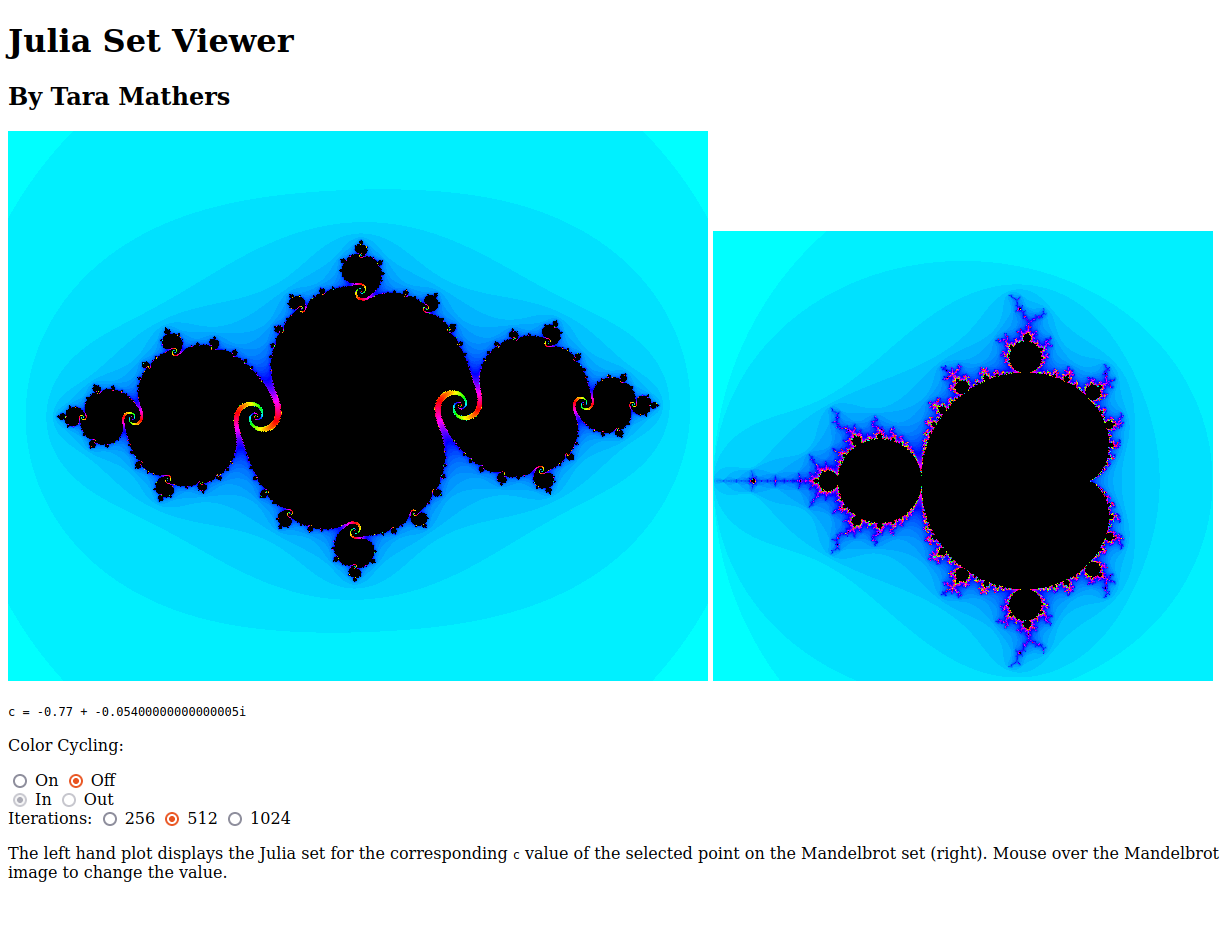 Julia Set Viewer
By Tara Mathers
c = -0.77 + -0.05400000000000005i
Color Cycling:
On Off
In Out
Iterations: 256 512 1024
The left hand plot displays the Julia set for the corresponding c value of the selected point on the Mandelbrot set (right). Mouse over the Mandelbrot
image to change the value.